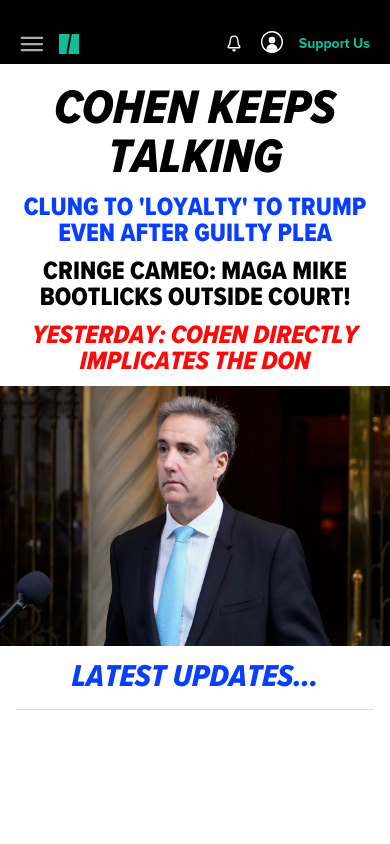 Support Us
COHEN KEEPS
TALKING
CLUNG TO 'LOYALTY' TO TRUMP
EVEN AFTER GUILTY PLEA
CRINGE CAMEO: MAGA MIKE
BOOTLICKS OUTSIDE COURT!
YESTERDAY: COHEN DIRECTLY
IMPLICATES THE DON
LATEST UPDATES...